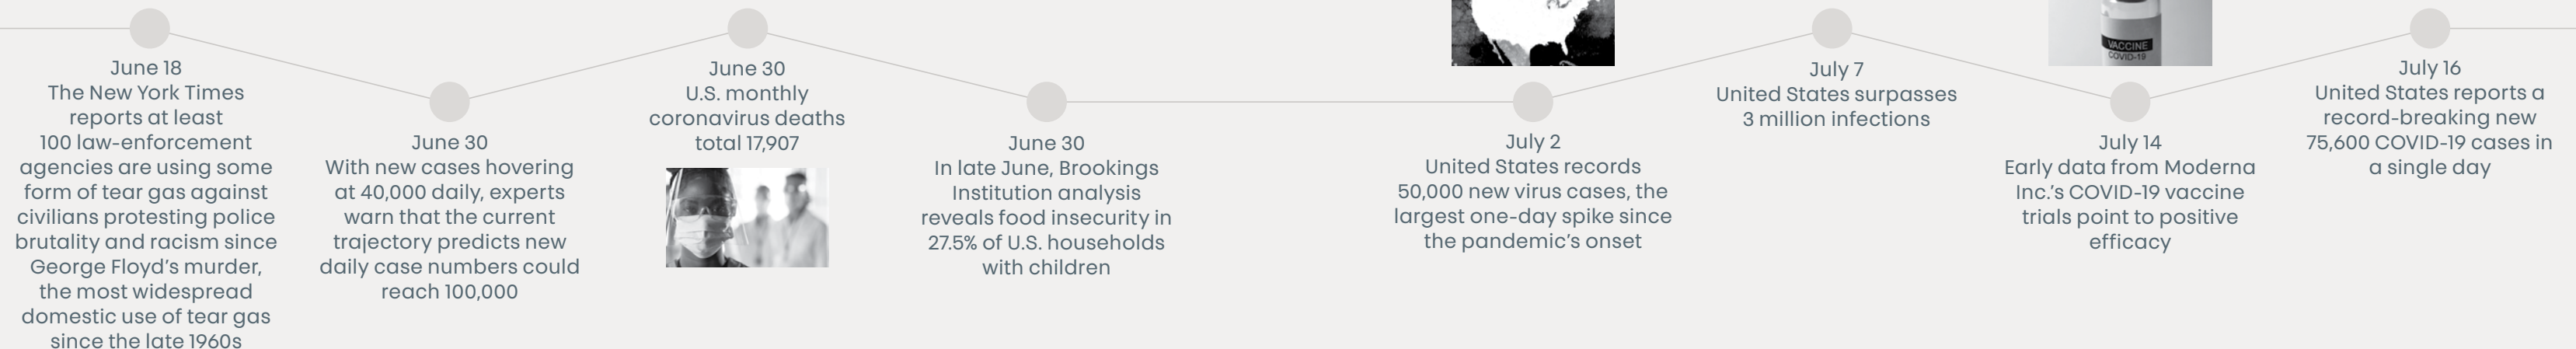 June 18
The New York Times
reports at least
100 law-enforcement
agencies are using some
form of tear gas against
civilians protesting police
brutality and racism since
George Floyd’s murder,
the most widespread
domestic use of tear gas
since the late 1960s
June 30
With new cases hovering
at 40,000 daily, experts
warn that the current
trajectory predicts new
daily case numbers could
reach 100,000
June 30
U.S. monthly
coronavirus deaths
total 17,907
June 30
In late June, Brookings
Institution analysis
reveals food insecurity in
27.5% of U.S. households
with children
July 2
United States records
50,000 new virus cases, the
largest one-day spike since
the pandemic’s onset
July 7
United States surpasses
3 million infections
VACCINE
COVID-19
July 14
Early data from Moderna
Inc.’s COVID-19 vaccine
trials point to positive
efficacy
July 16
United States reports a
record-breaking new
75,600 COVID-19 cases in
a single day